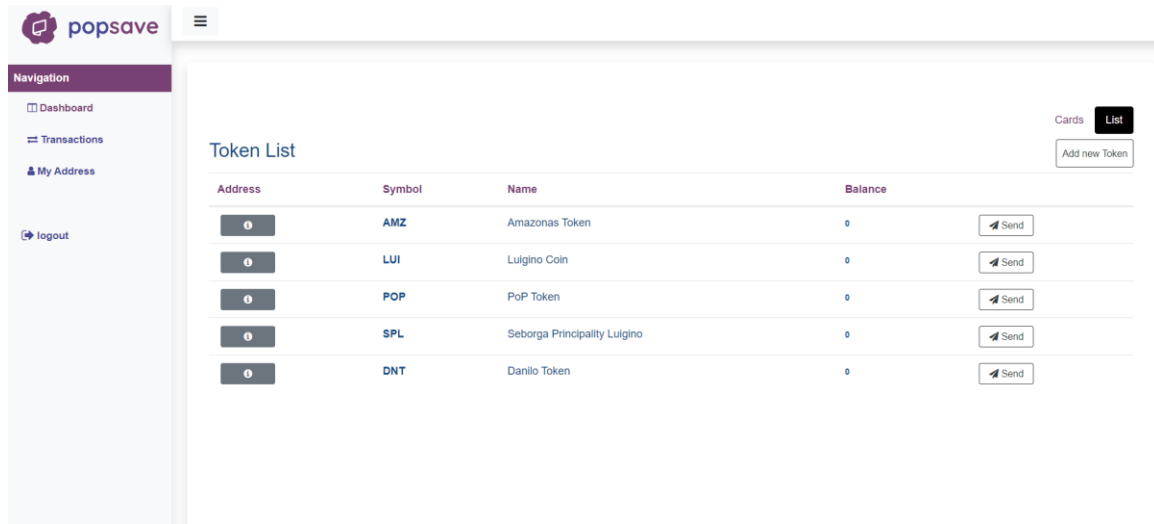 popsave
Navigation
Dashboard
Transactions
My Address
logout
Cards List
Token List
Add new Token
Address Symbol Name Balance
AMZ Amazonas Token 0 Send
LUI Luigino Coin 0 Send
POP PoP Token 0 Send
SPL Seborga Principality Luigino 0 Send
DNT Danilo Token 0 Send